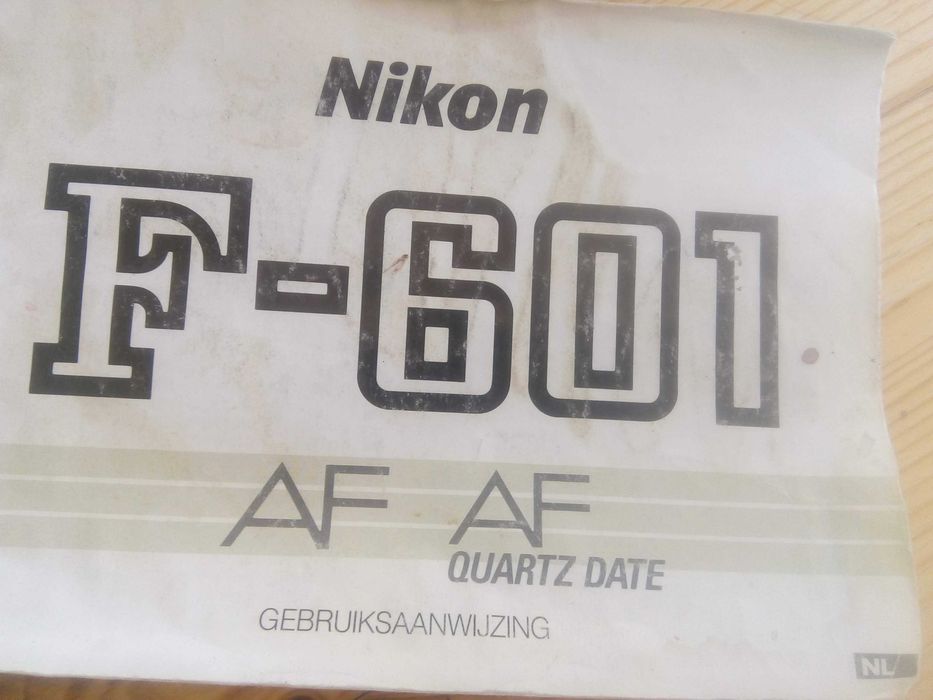 Nikon
F-601
AF AF
QUARTZ DATE
GEBRUIKSAANWIJZING
NL